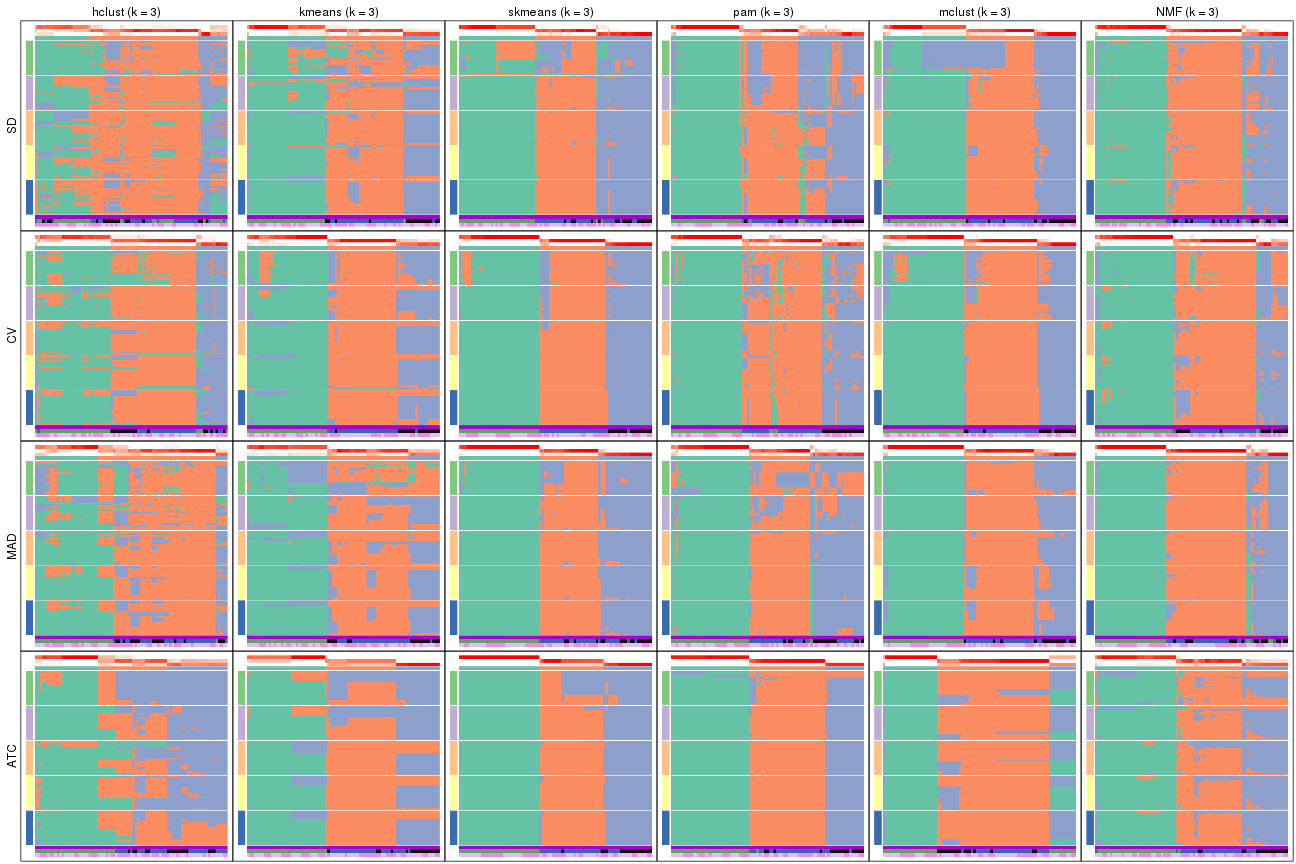 hclust (k = 3) kmeans (k = 3) skmeans (k = 3) pam (k = 3) mclust (k = 3) NMF (k = 3)
SD
CV
MAD
ATC